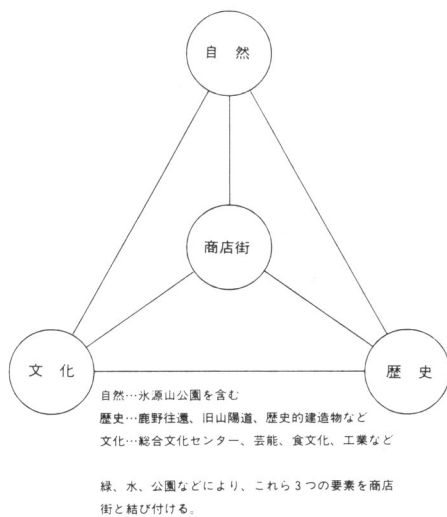 自 然
商店街
文 化
歴 史
自然…氷源山公園を含む
歴史…鹿野往還、旧山陽道、歴史的建造物など
文化…総合文化センター、芸能、食文化、工業など
緑、水、公園などにより、これら3つの要素を商店
街と結び付ける。